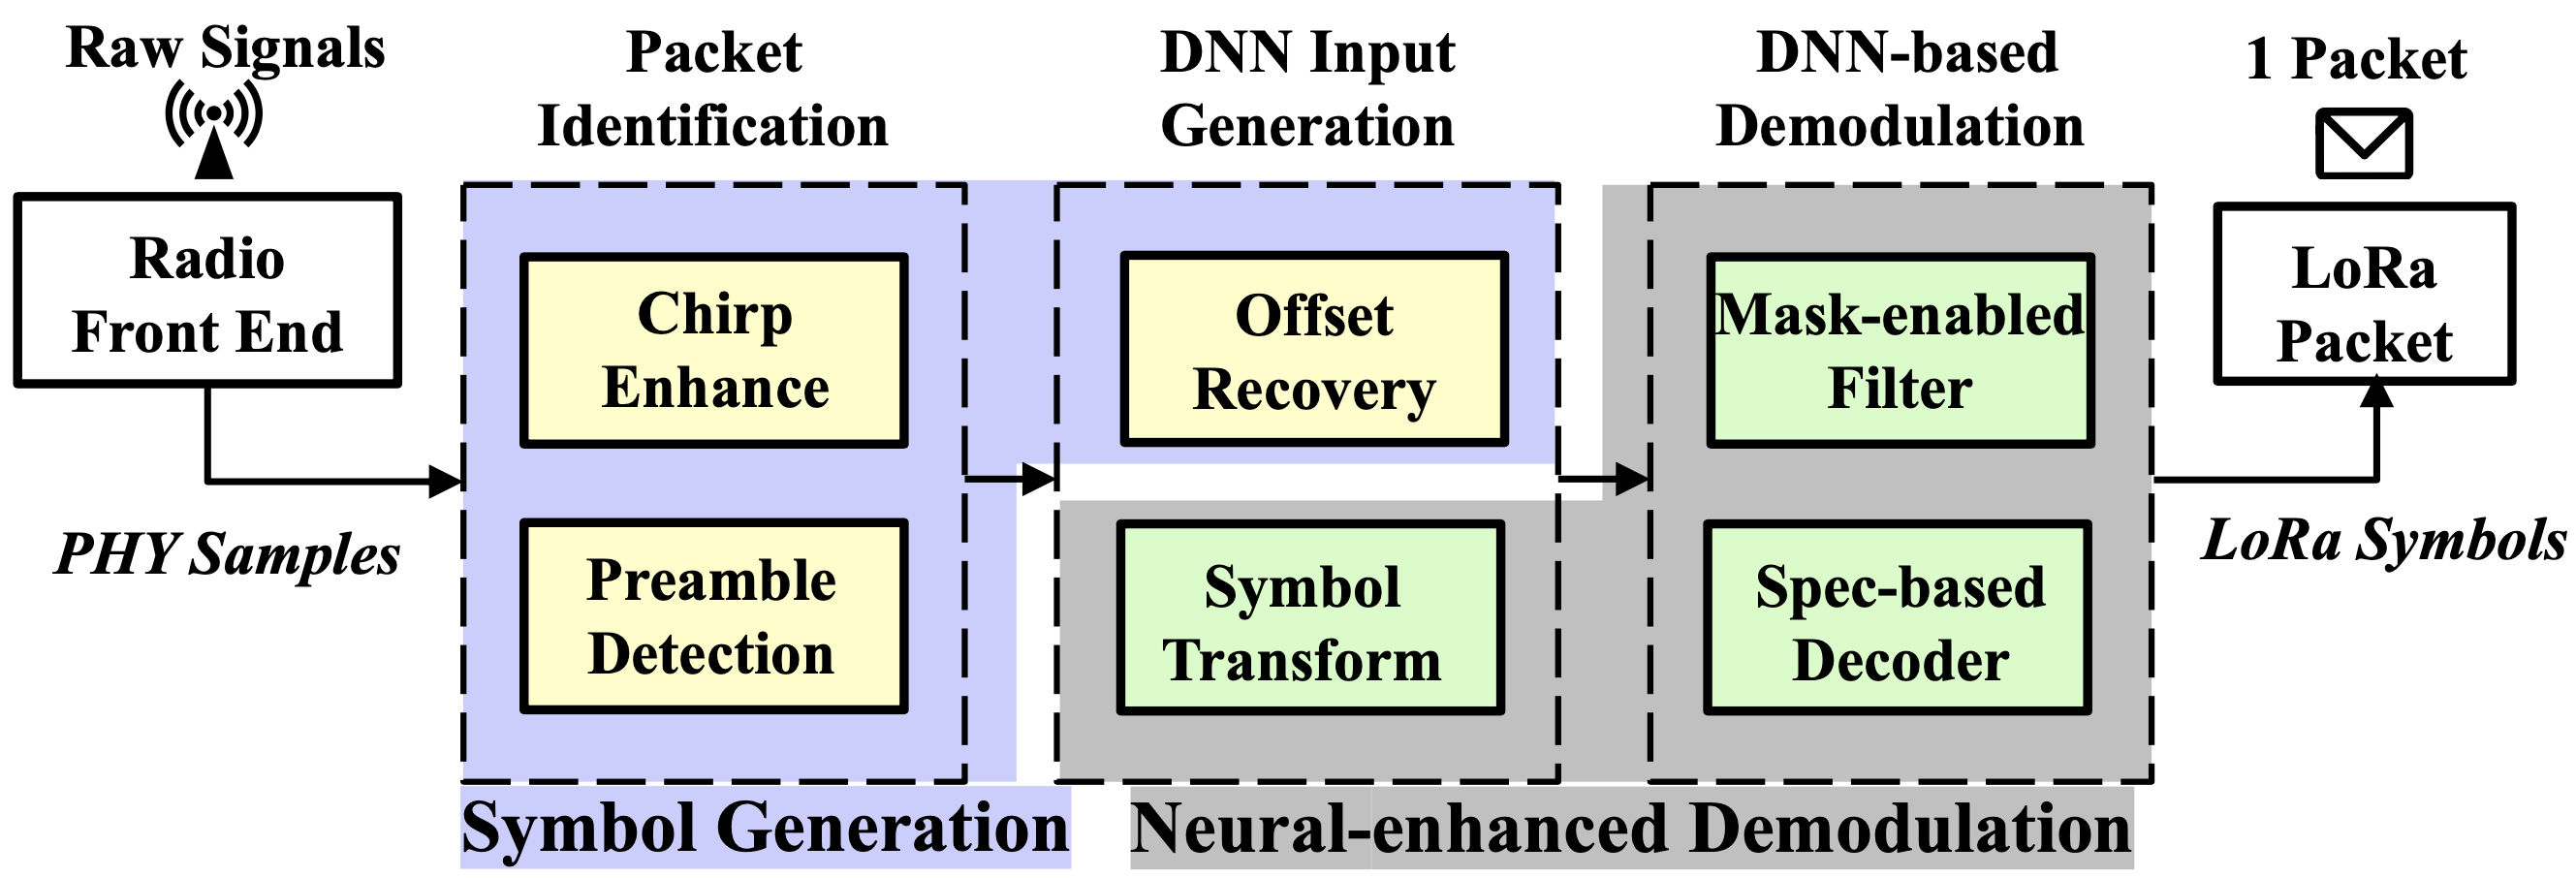 Raw Signals
Radio
Front End
PHY Samples
Packet
Identification
Chirp
Enhance
Preamble
Detection
DNN Input
Generation
Offset
Recovery
Symbol
Transform
DNN-based
Demodulation
Mask-enabled
Filter
Spec-based
Decoder
1 Packet
LoRa
Packet
LoRa Symbols
Symbol Generation
Neural-enhanced Demodulation